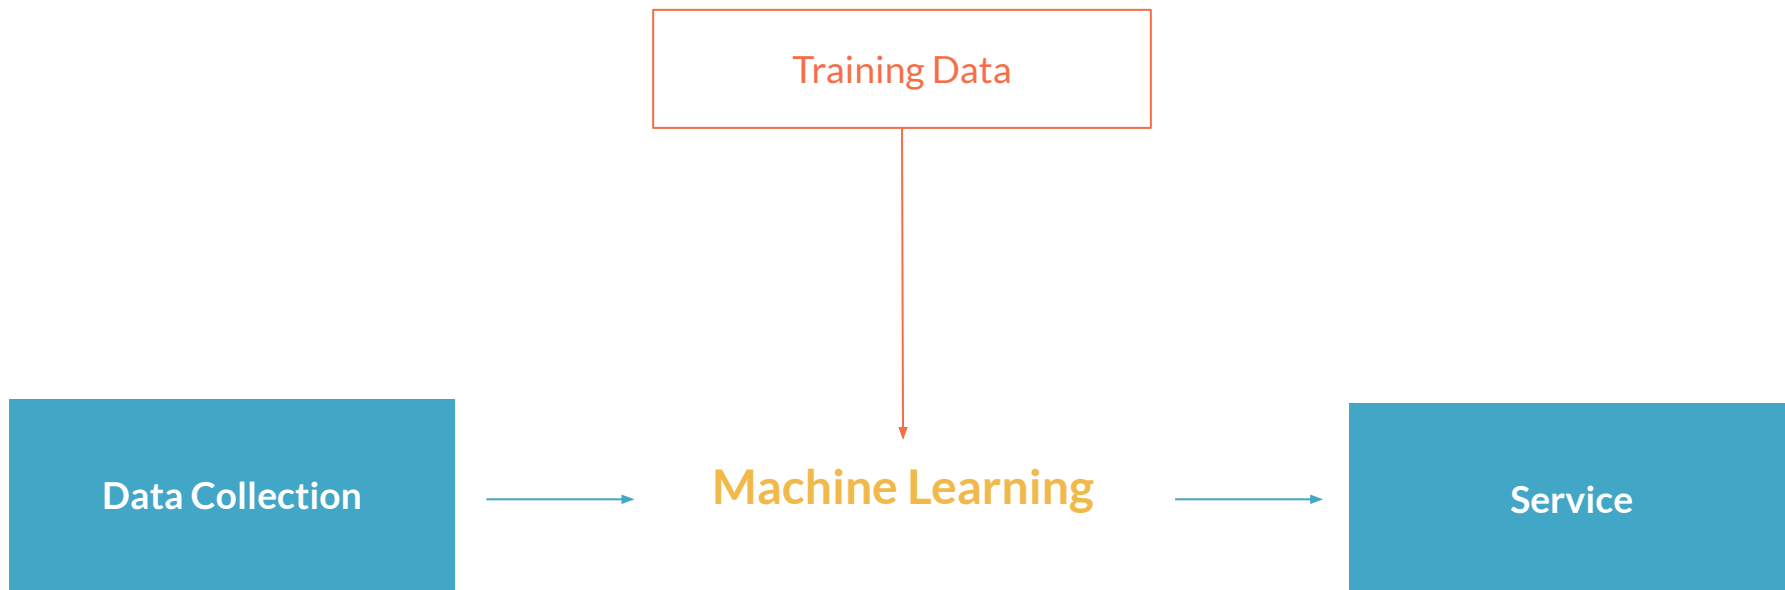 Training Data
Data Collection
Machine Learning
Service